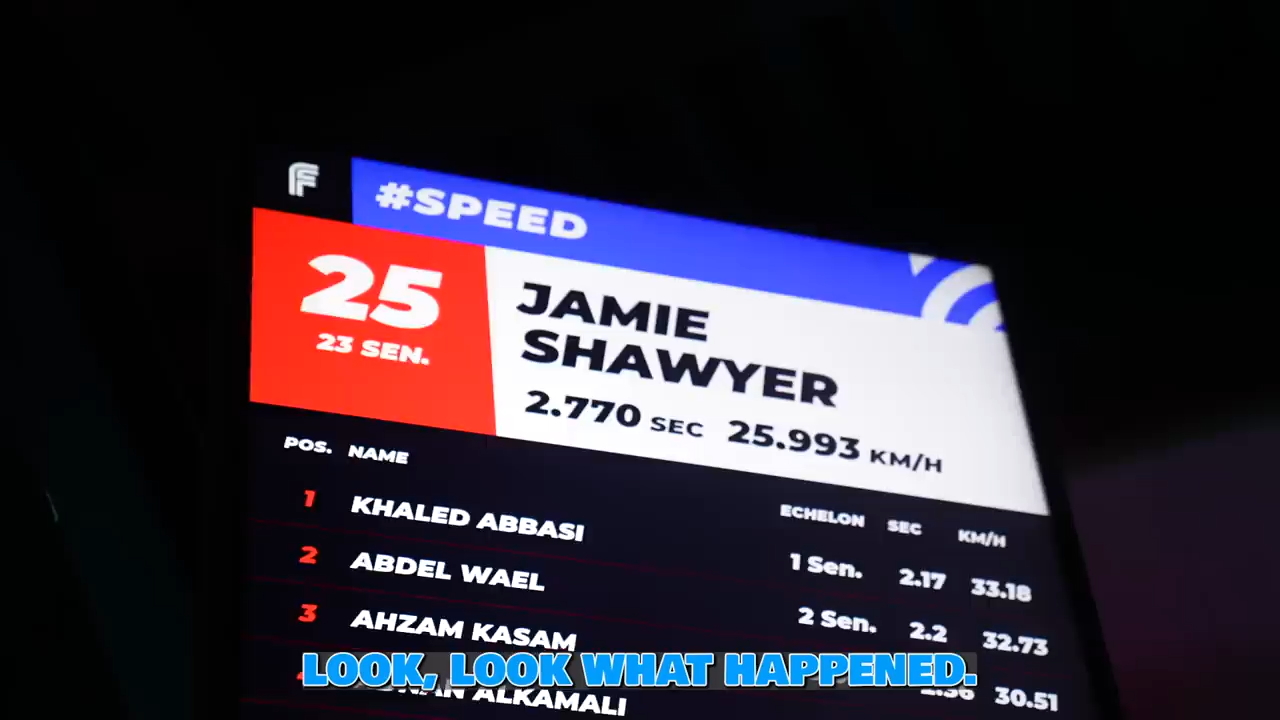 F
#SPEED
25
23 SEN.
JAMIE
SHAWYER
2.770 SEC 25.993 KM/H
POS. NAME ECHELON SEC KM/H
1 KHALED ABBASI 1 Sen. 2.17 33.18
2 ABDEL WAEL 2 Sen. 2.2 32.73
3 AHZAM KASAM
ALKAMALI 30.51
LOOK, LOOK WHAT HAPPENED.